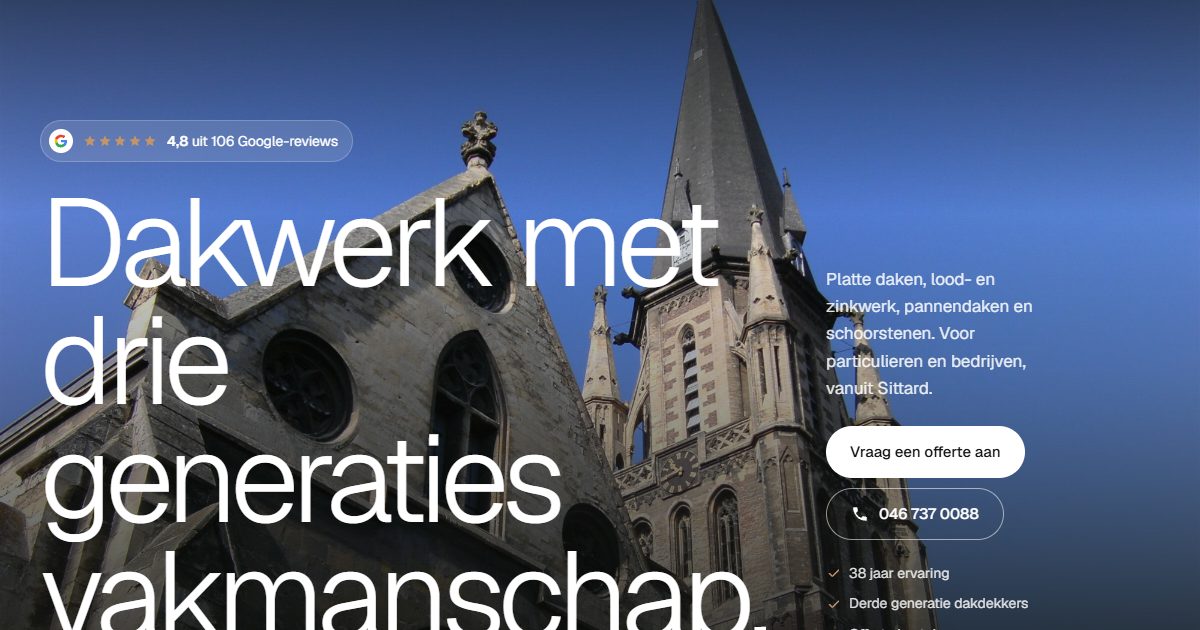 4,8 uit 106 Google-reviews
Dakwerk met
drie
generaties
vakmanschap.
Platte daken, lood- en
zinkwerk, pannendaken en
schoorstenen. Voor
particulieren en bedrijven,
vanuit Sittard.
Vraag een offerte aan
046 737 0088
38 jaar ervaring
Derde generatie dakdekkers